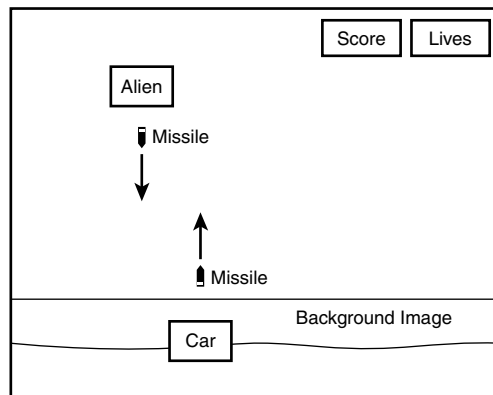 Score
Lives
Alien
Missile
Missile
Background Image
Car